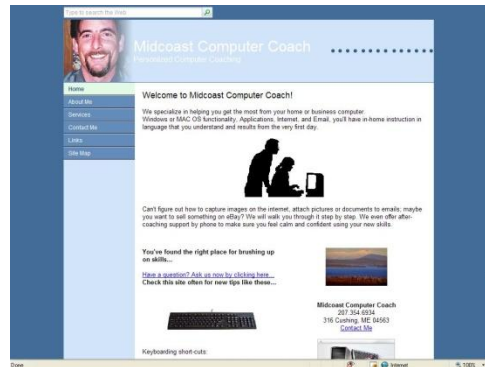 Type to search the Web
Midcoast Computer Coach
Personalized Computer Coaching
Home
About Me
Services
Contact Me
Links
Site Map
Welcome to Midcoast Computer Coach!
We specialize in helping you get the most from your home or business computer.
Windows or MAC OS functionality, Applications, Internet, and Email, you'll have in-home instruction in
language that you understand and results from the very first day.
Can't figure out how to capture images on the internet, attach pictures or documents to emails; maybe
you want to sell something on eBay? We will walk you through it step by step. We even offer after-
coaching support by phone to make sure you feel calm and confident using your new skills.
You've found the right place for brushing up
on skills...
Have a question? Ask us now by clicking here...
Check this site often for new tips like these...
Midcoast Computer Coach
207.354.6934
316 Cushing, ME 04563
Contact Me
Keyboarding short-cuts:
Done
Internet
100%